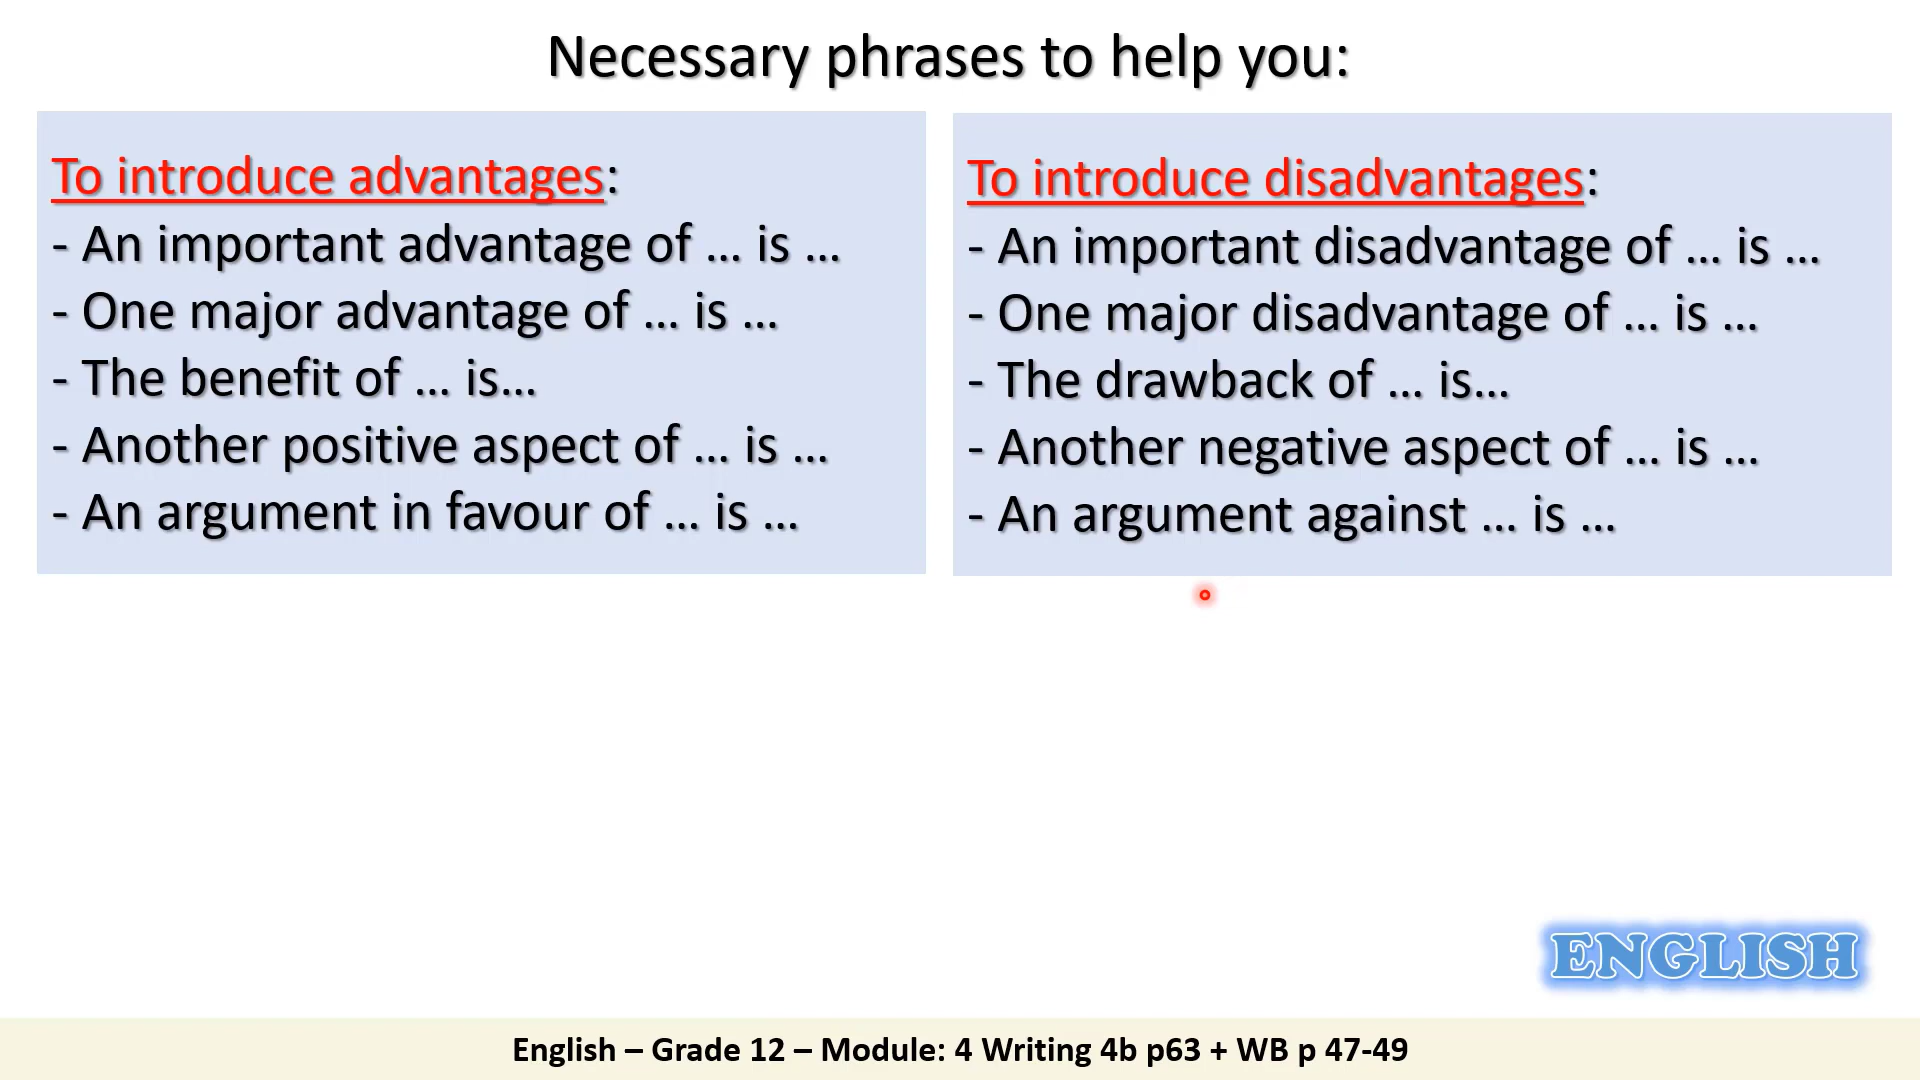 Necessary phrases to help you:
To introduce advantages:
- An important advantage of ... is ...
- One major advantage of ... is ...
- The benefit of ... is...
- Another positive aspect of ... is ...
- An argument in favour of ... is ...
To introduce disadvantages:
- An important disadvantage of ... is ...
- One major disadvantage of ... is ...
- The drawback of ... is...
- Another negative aspect of ... is ...
- An argument against ... is ...
ENGLISH
English – Grade 12 – Module: 4 Writing 4b p63 + WB p 47-49